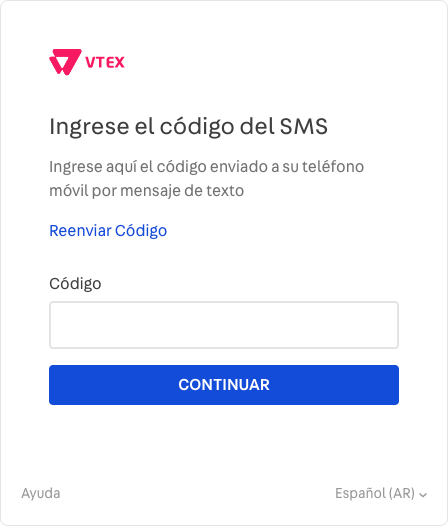 VTEX
Ingrese el código del SMS
Ingrese aquí el código enviado a su teléfono
móvil por mensaje de texto
Reenviar Código
Código
CONTINUAR
Ayuda
Español (AR)